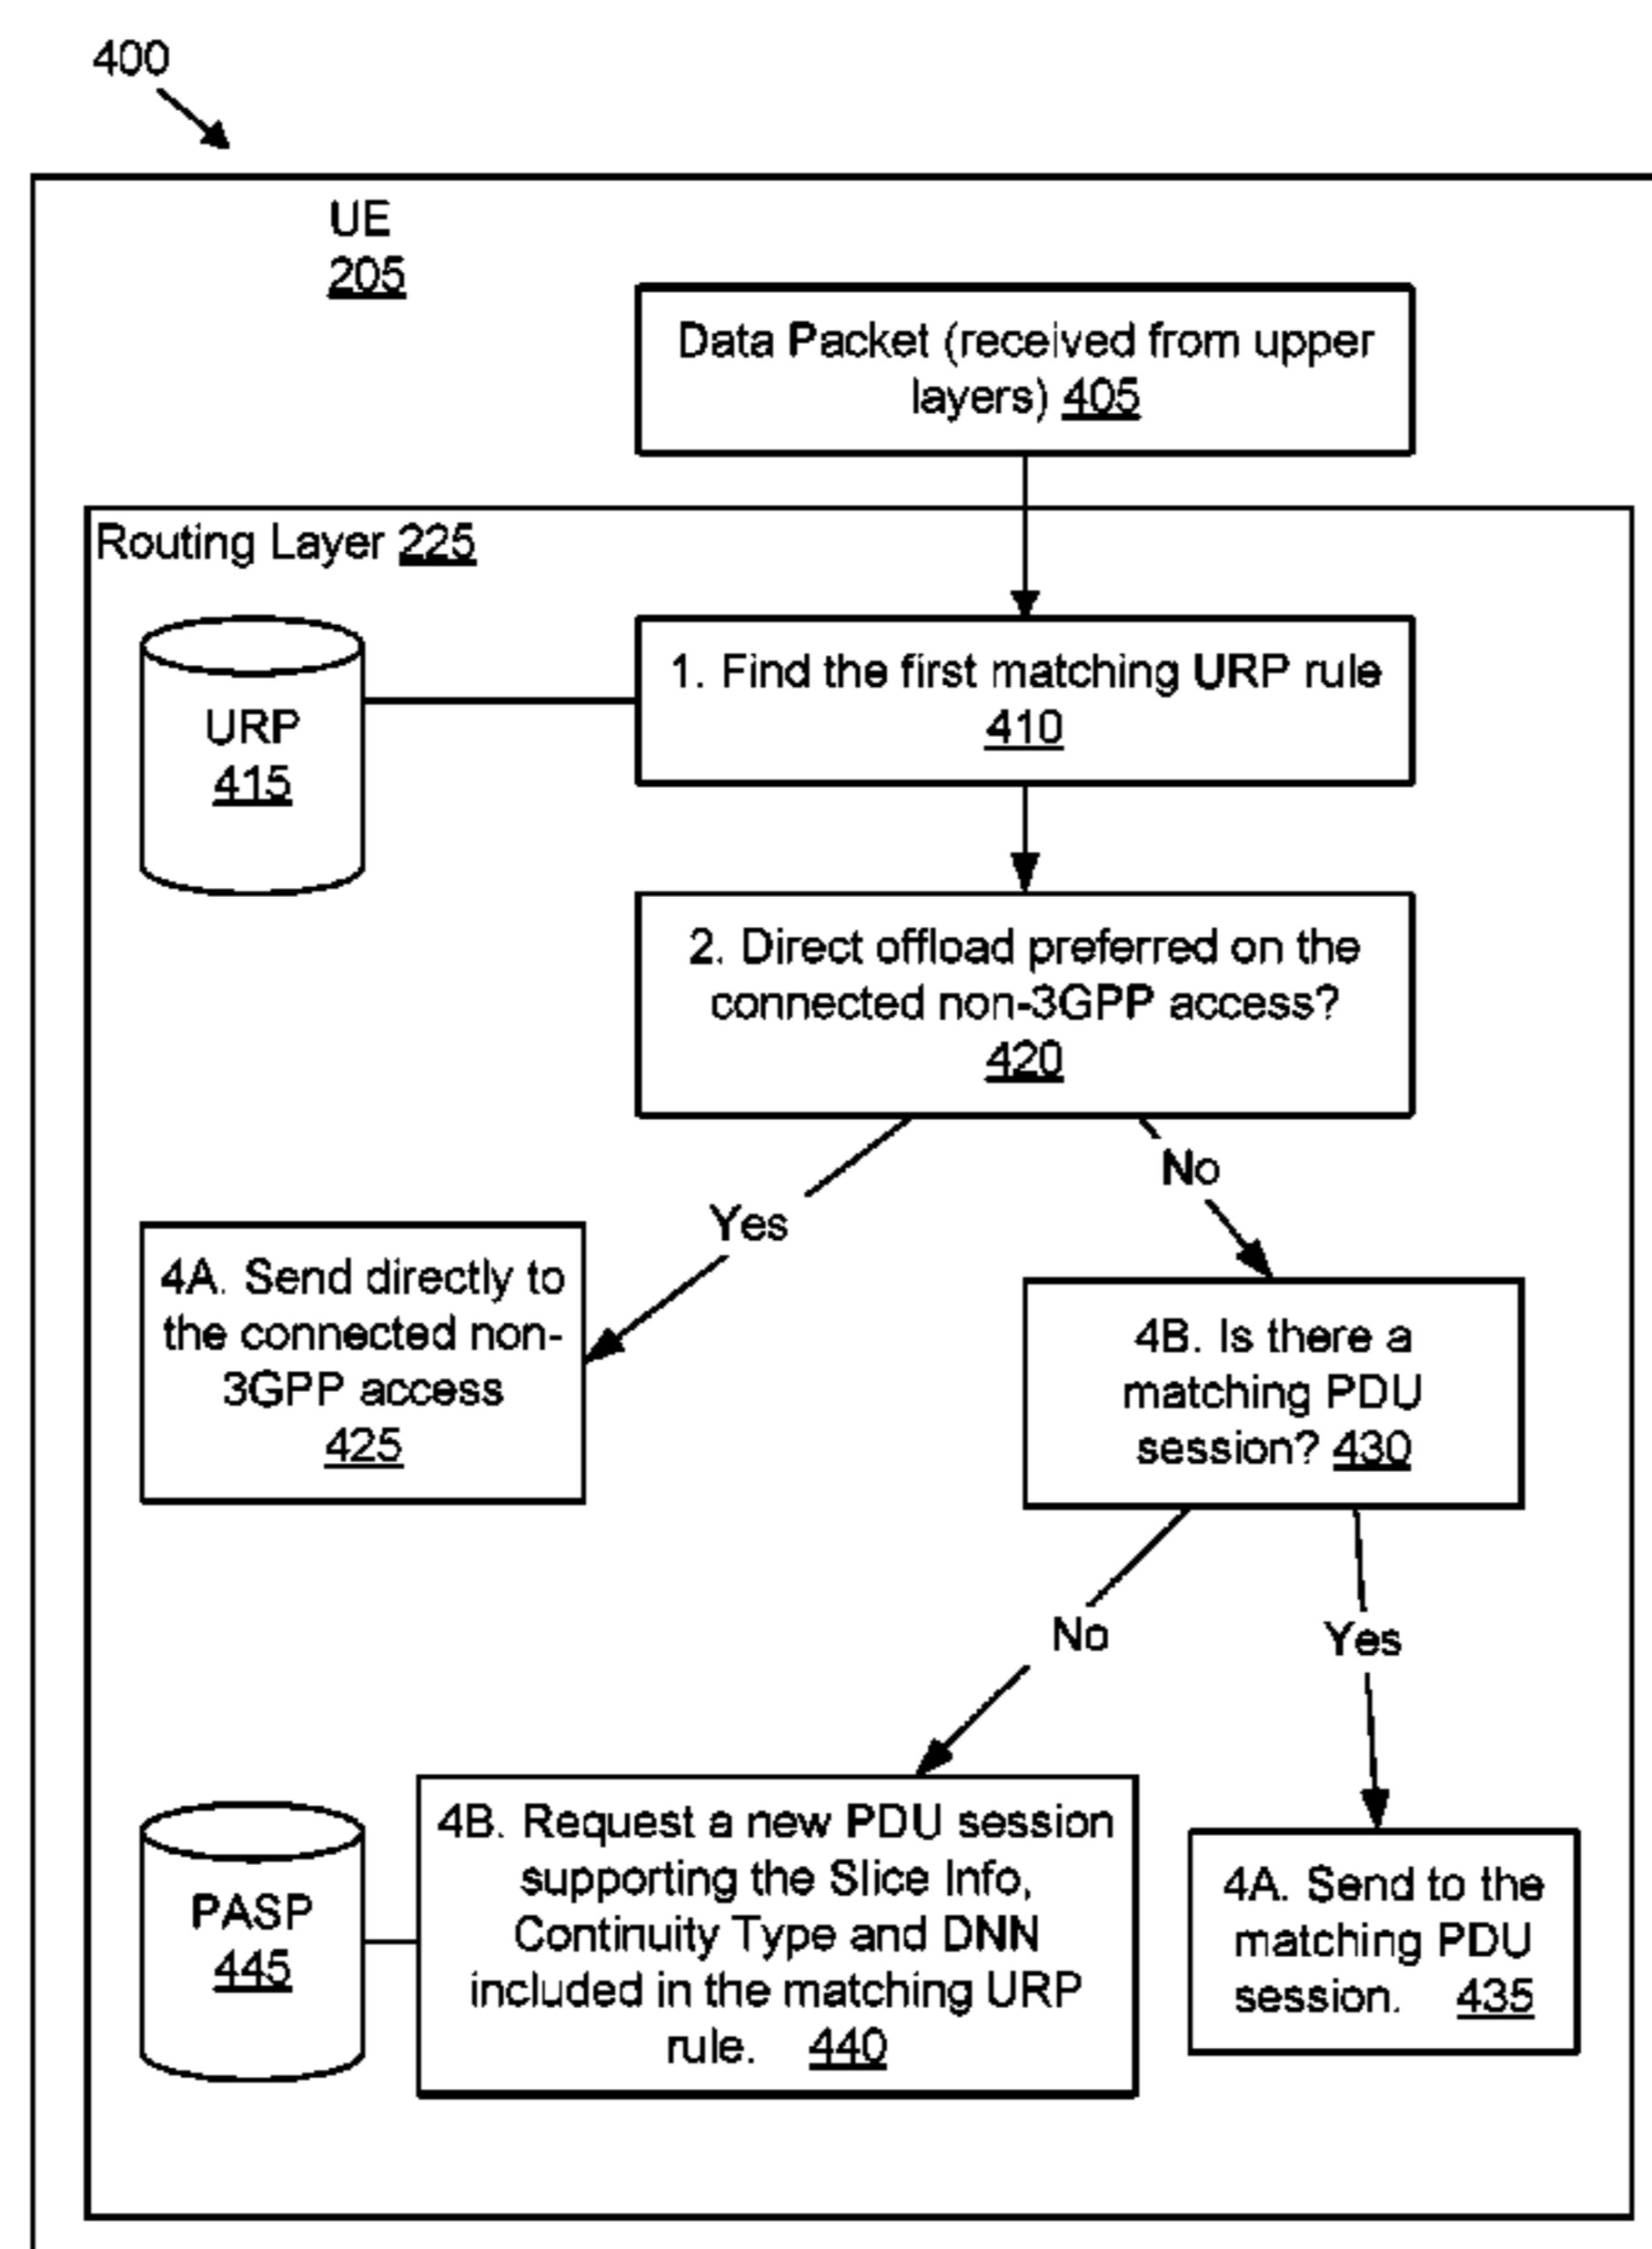 400
UE
205
Data Packet (received from upper
layers) 405
Routing Layer 225
URP
415
1. Find the first matching URP rule
410
2. Direct offload preferred on the
connected non-3GPP access?
420
Yes
No
4A. Send directly to
the connected non-
3GPP access
425
4B. Is there a
matching PDU
session? 430
No
Yes
PASP
445
4B. Request a new PDU session
supporting the Slice Info,
Continuity Type and DNN
included in the matching URP
rule. 440
4A. Send to the
matching PDU
session. 435